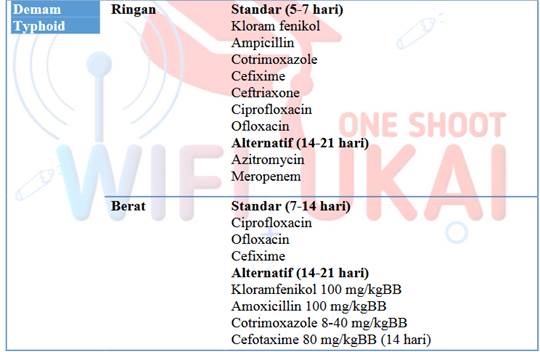 Demam Typhoid
Ringan
Standar (5-7 hari)
Kloram fenikol
Ampicillin
Cotrimoxazole
Cefixime
Ceftriaxone
Ciprofloxacin
Ofloxacin
Alternatif (14-21 hari)
Azitromycin
Meropenem
Berat
Standar (7-14 hari)
Ciprofloxacin
Ofloxacin
Cefixime
Alternatif (14-21 hari)
Kloramfenikol 100 mg/kgBB
Amoxicillin 100 mg/kgBB
Cotrimoxazole 8-40 mg/kgBB
Cefotaxime 80 mg/kgBB (14 hari)
ONE SHOOT
WIFI UKAI